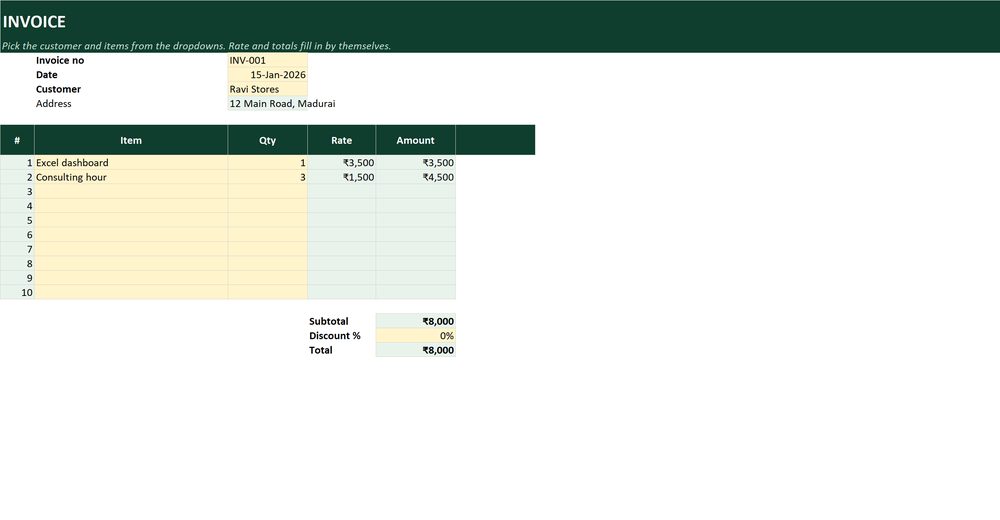 INVOICE
Pick the customer and items from the dropdowns. Rate and totals fill in by themselves.
Invoice no INV-001
Date 15-Jan-2026
Customer Ravi Stores
Address 12 Main Road, Madurai
# Item Qty Rate Amount
1 Excel dashboard 1 ₹3,500 ₹3,500
2 Consulting hour 3 ₹1,500 ₹4,500
3
4
5
6
7
8
9
10
Subtotal ₹8,000
Discount % 0%
Total ₹8,000